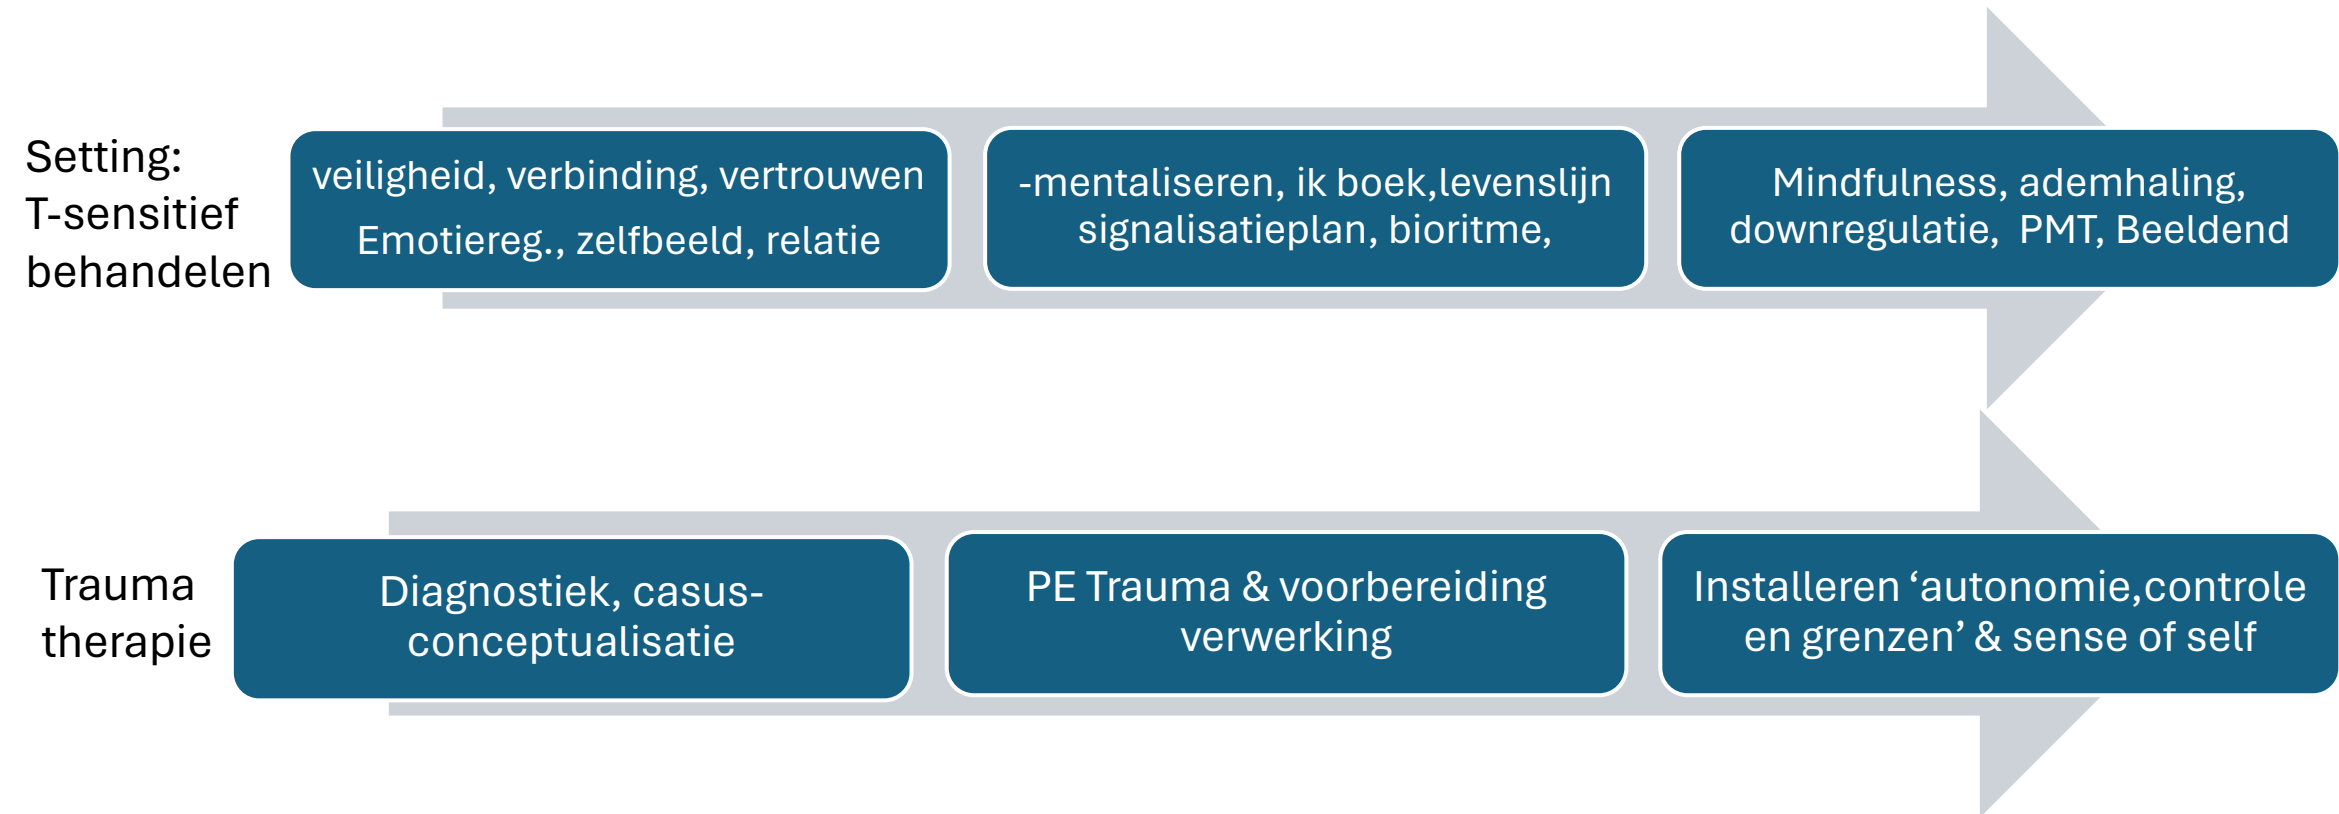 Setting:
T-sensitief
behandelen
veiligheid, verbinding, vertrouwen
Emotiereg., zelfbeeld, relatie
-mentaliseren, ik boek,levenslijn
signalisatieplan, bioritme,
Mindfulness, ademhaling,
downregulatie,  PMT, Beeldend
Trauma
therapie
Diagnostiek, casus-
conceptualisatie
PE Trauma & voorbereiding
verwerking
Installeren ‘autonomie,controle
en grenzen’ & sense of self